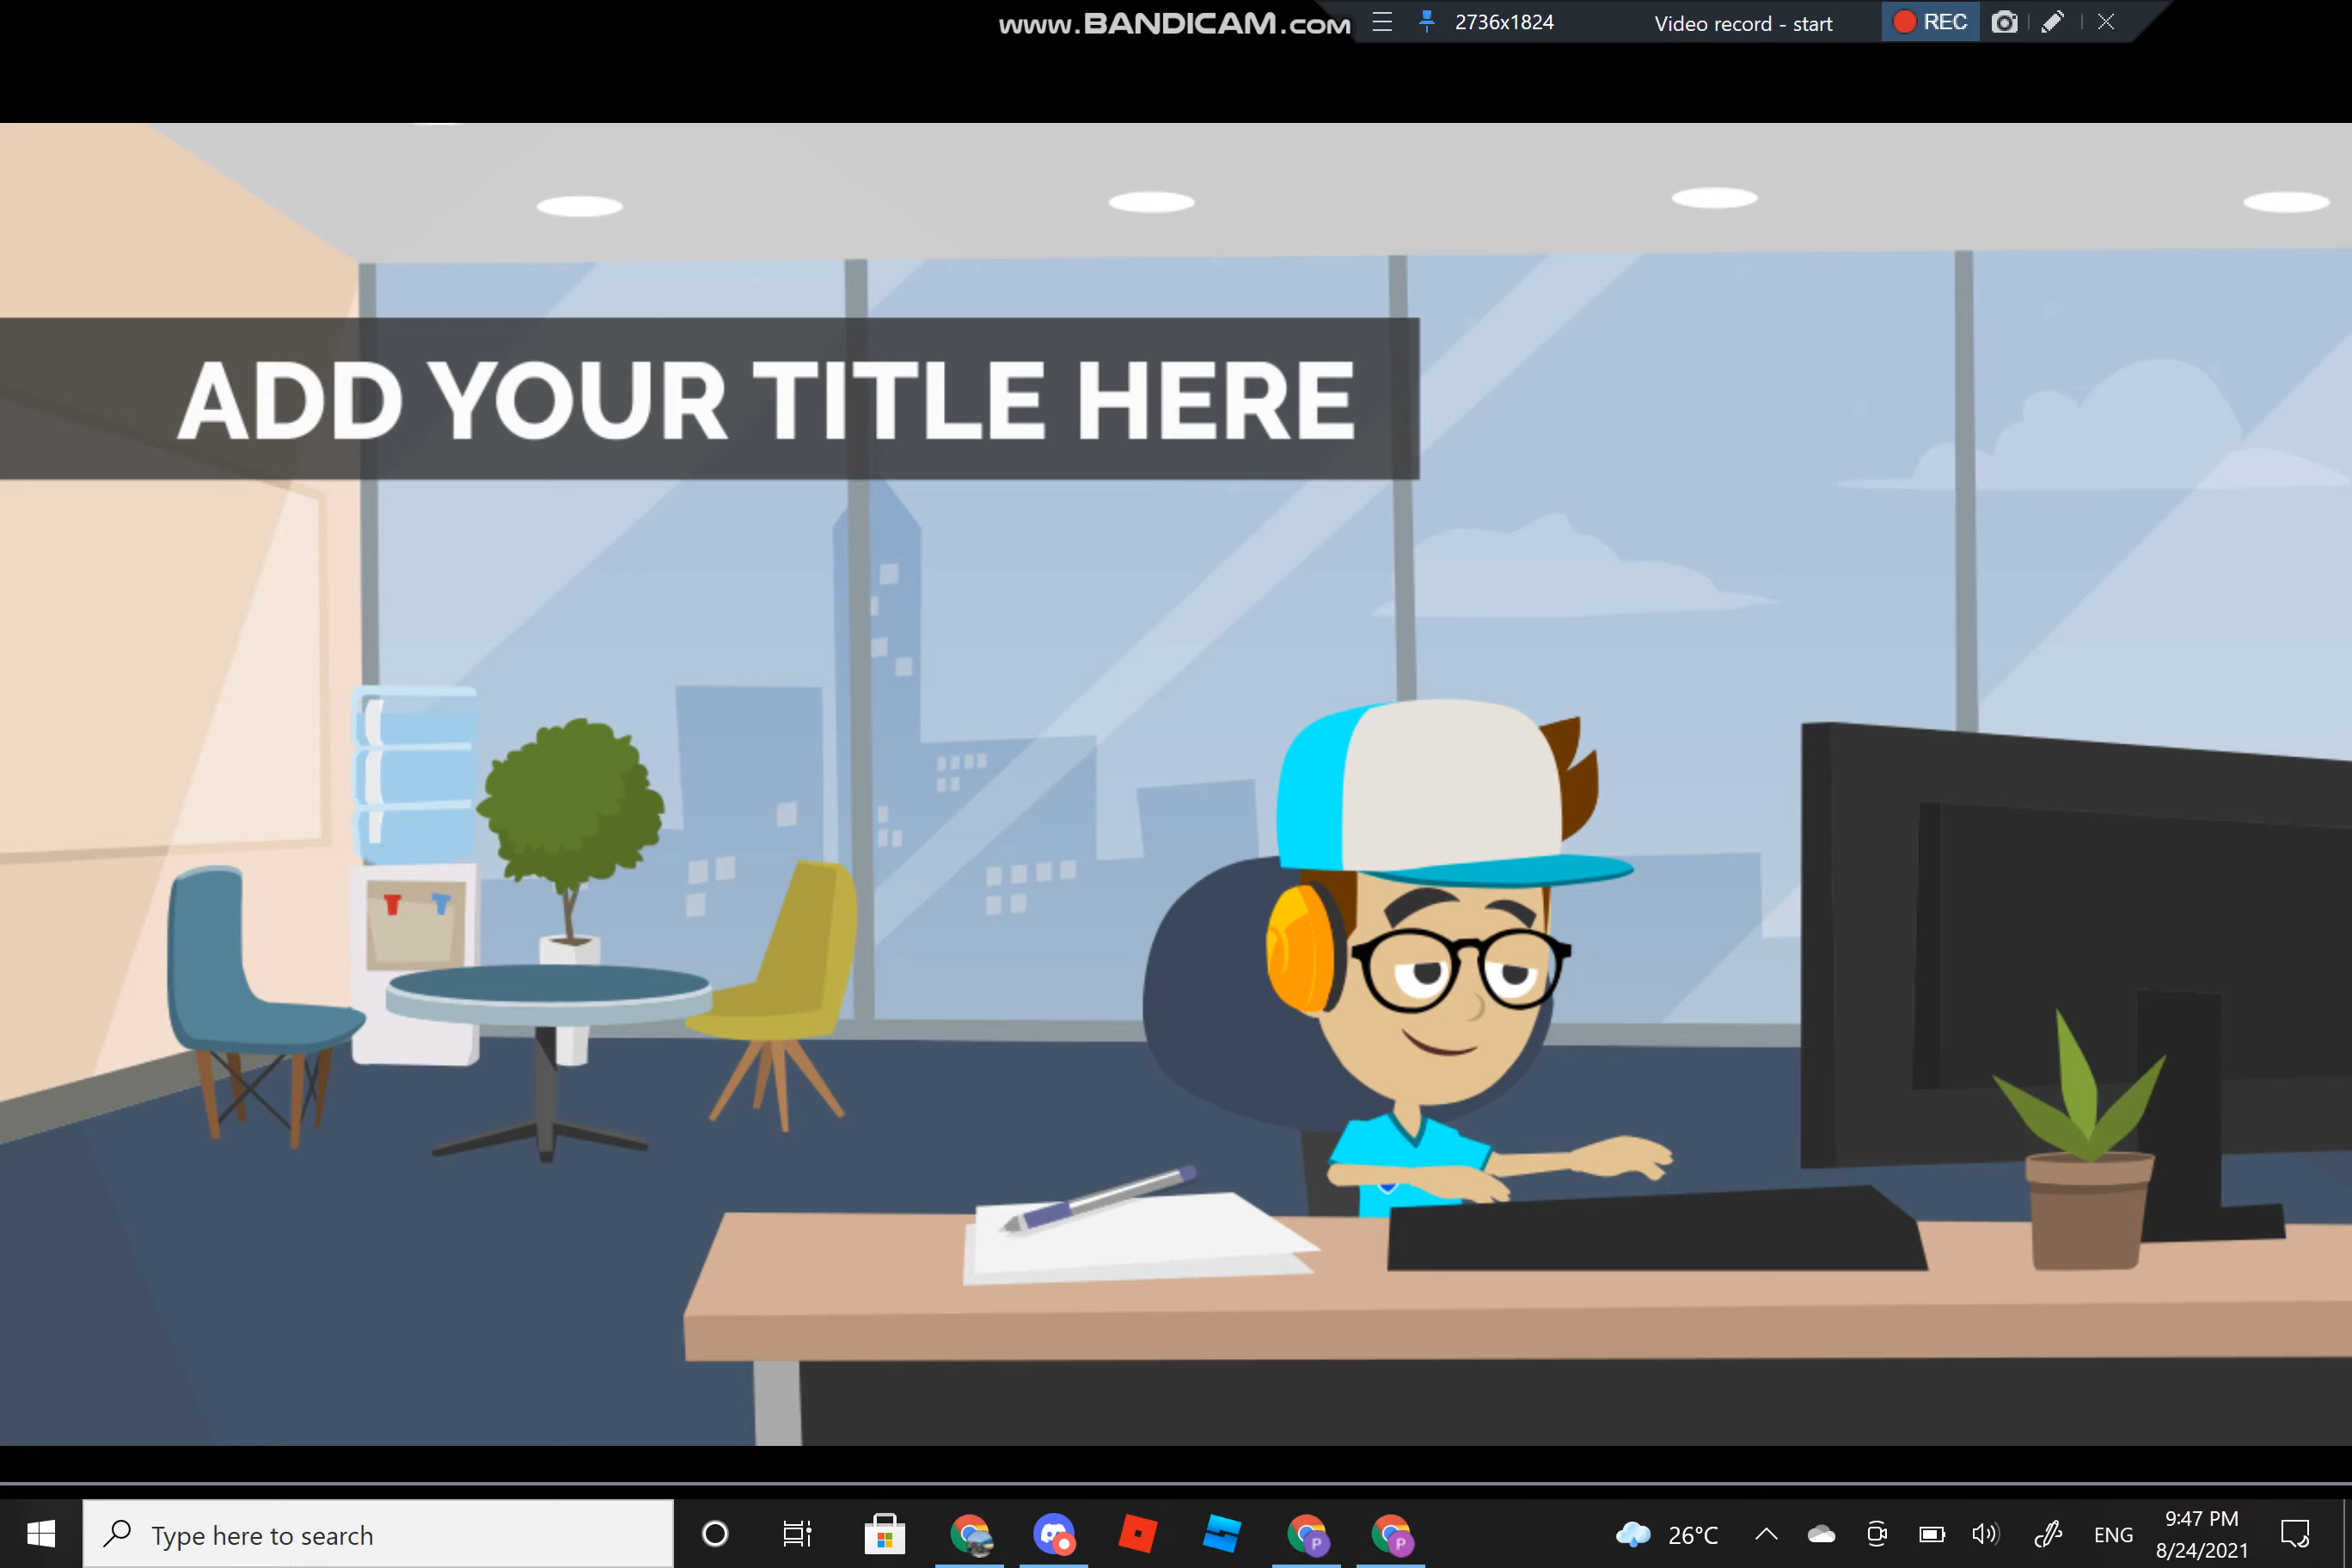 www.BANDICAM.com
2736x1824
Video record - start
REC
ADD YOUR TITLE HERE
Type here to search
P
P
26°C
ENG
9:47 PM
8/24/2021